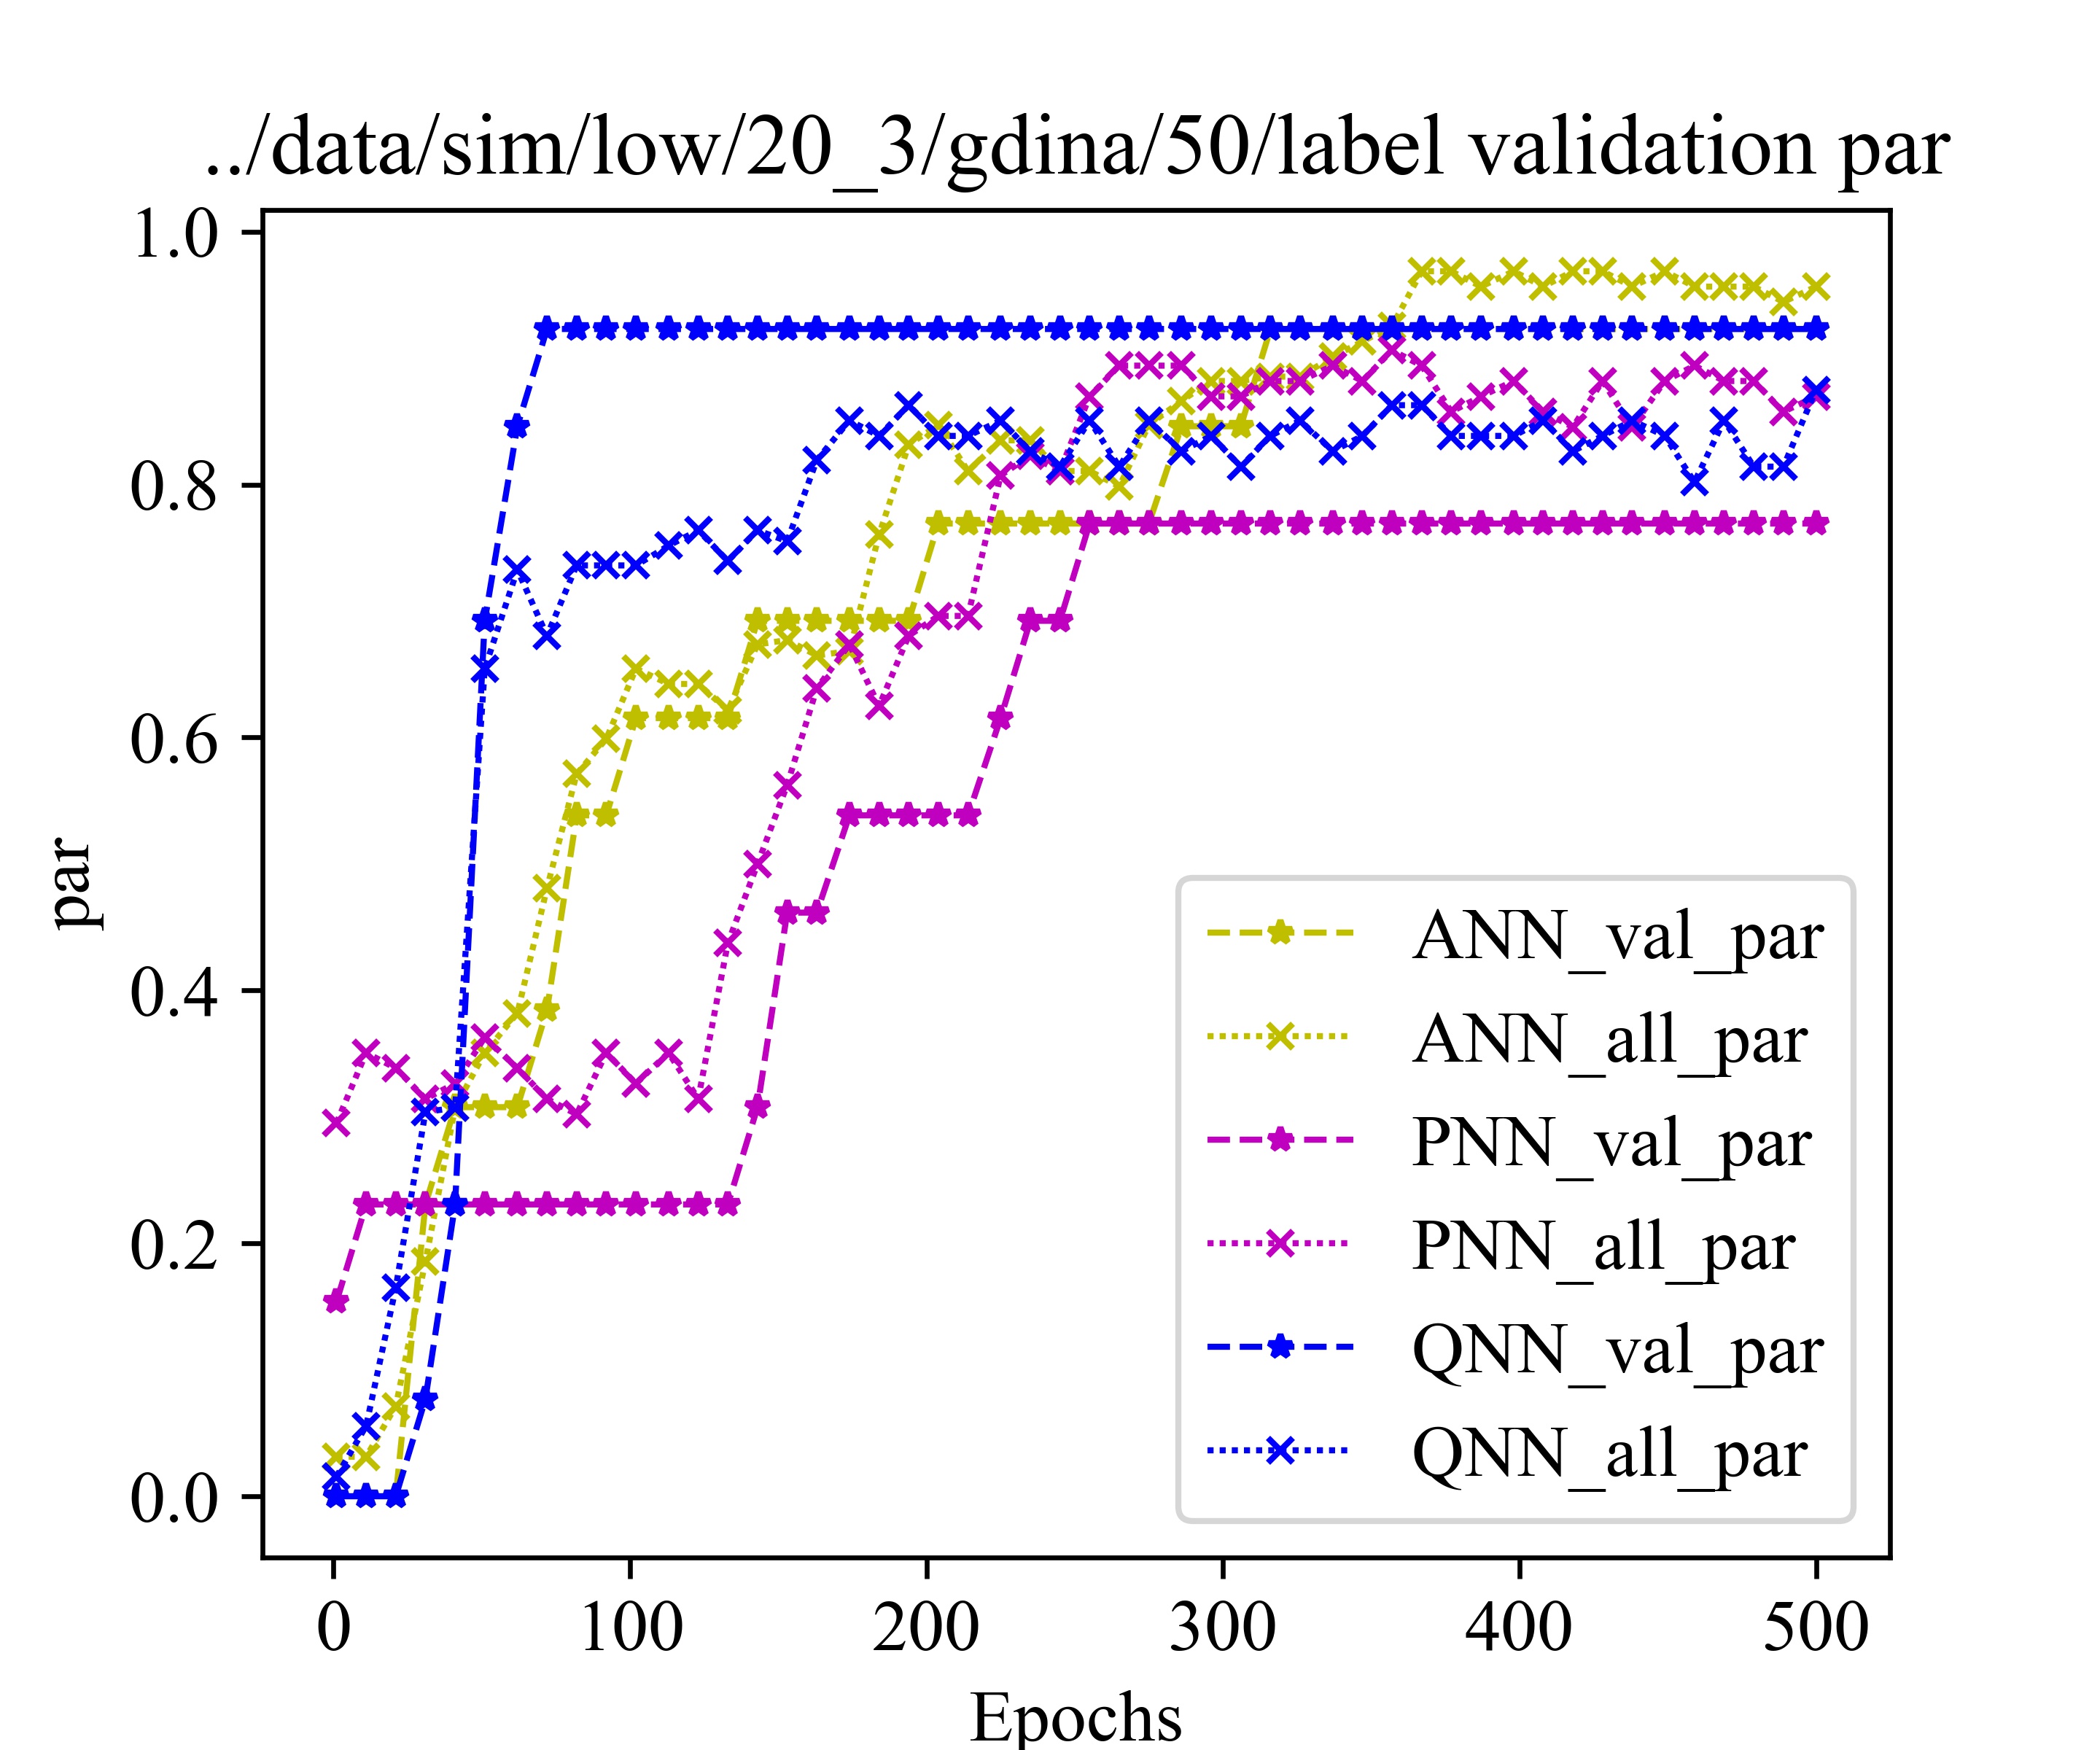 ../data/sim/low/20_3/gdina/50/label validation par
1.0
0.8
0.6
0.4
0.2
0.0
par
ANN_val_par
ANN_all_par
PNN_val_par
PNN_all_par
QNN_val_par
QNN_all_par
0 100 200 300 400 500
Epochs